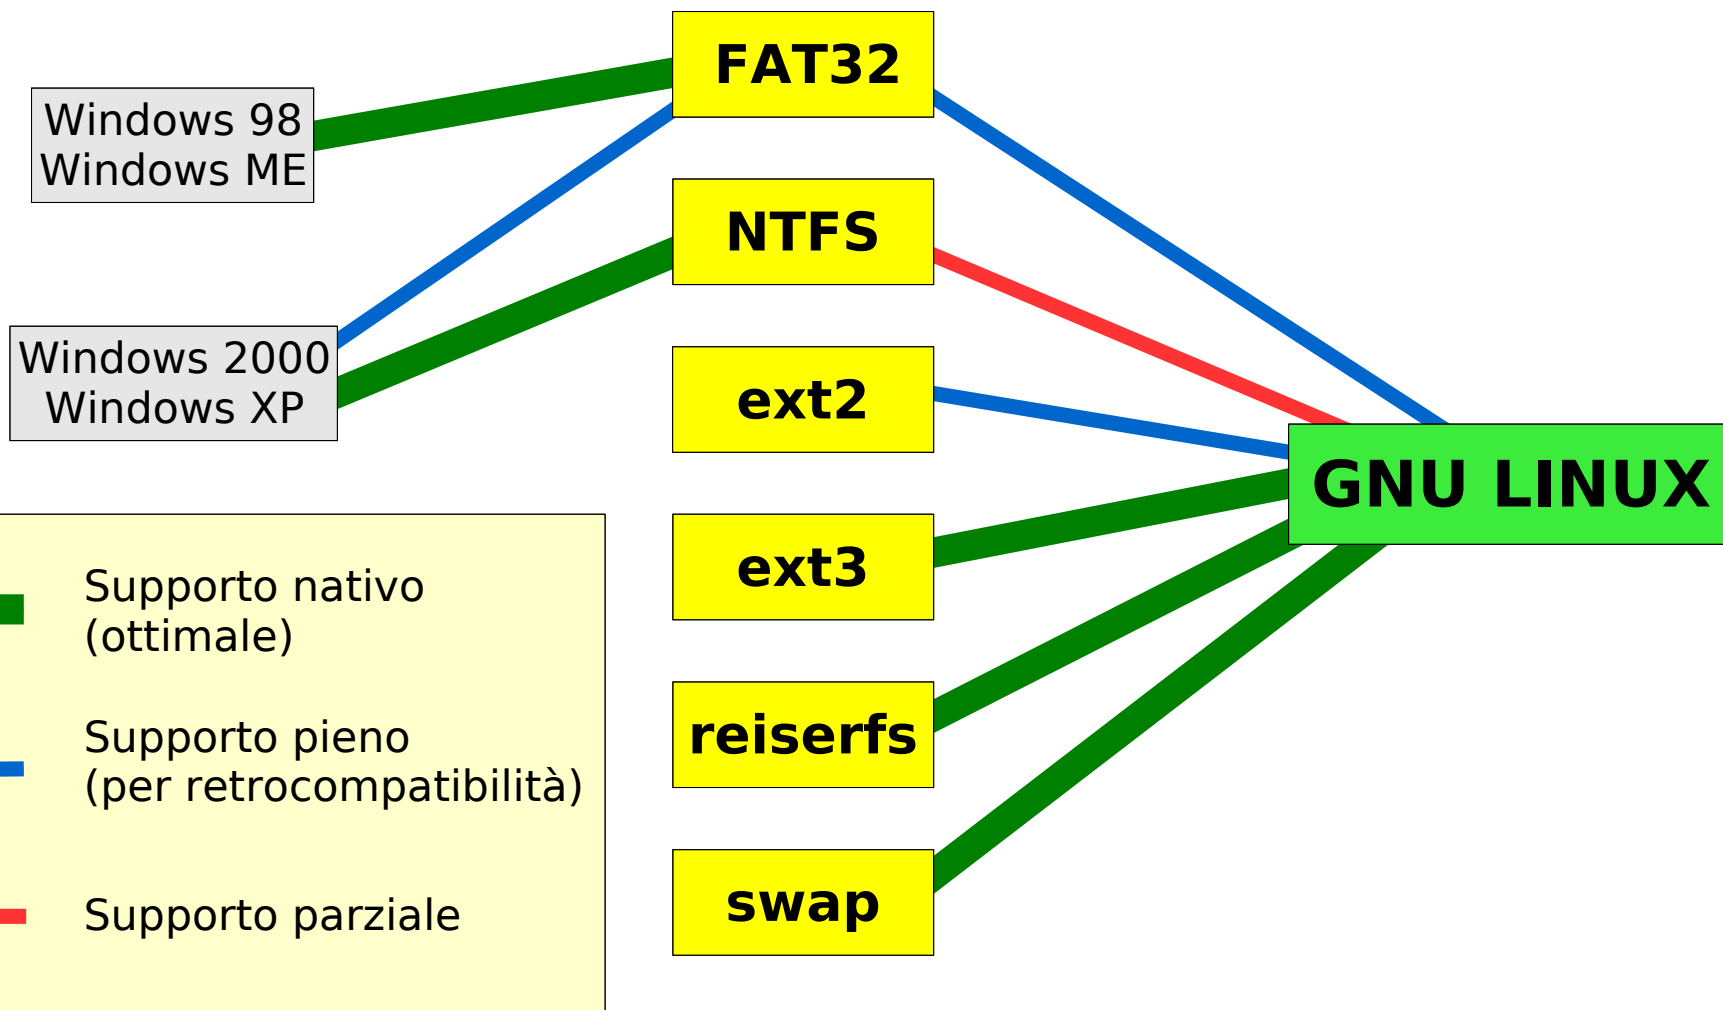 FAT32
Windows 98
Windows ME
NTFS
Windows 2000
Windows XP
ext2
GNU LINUX
ext3
reiserfs
swap
Supporto nativo
(ottimale)
Supporto pieno
(per retrocompatibilità)
Supporto parziale